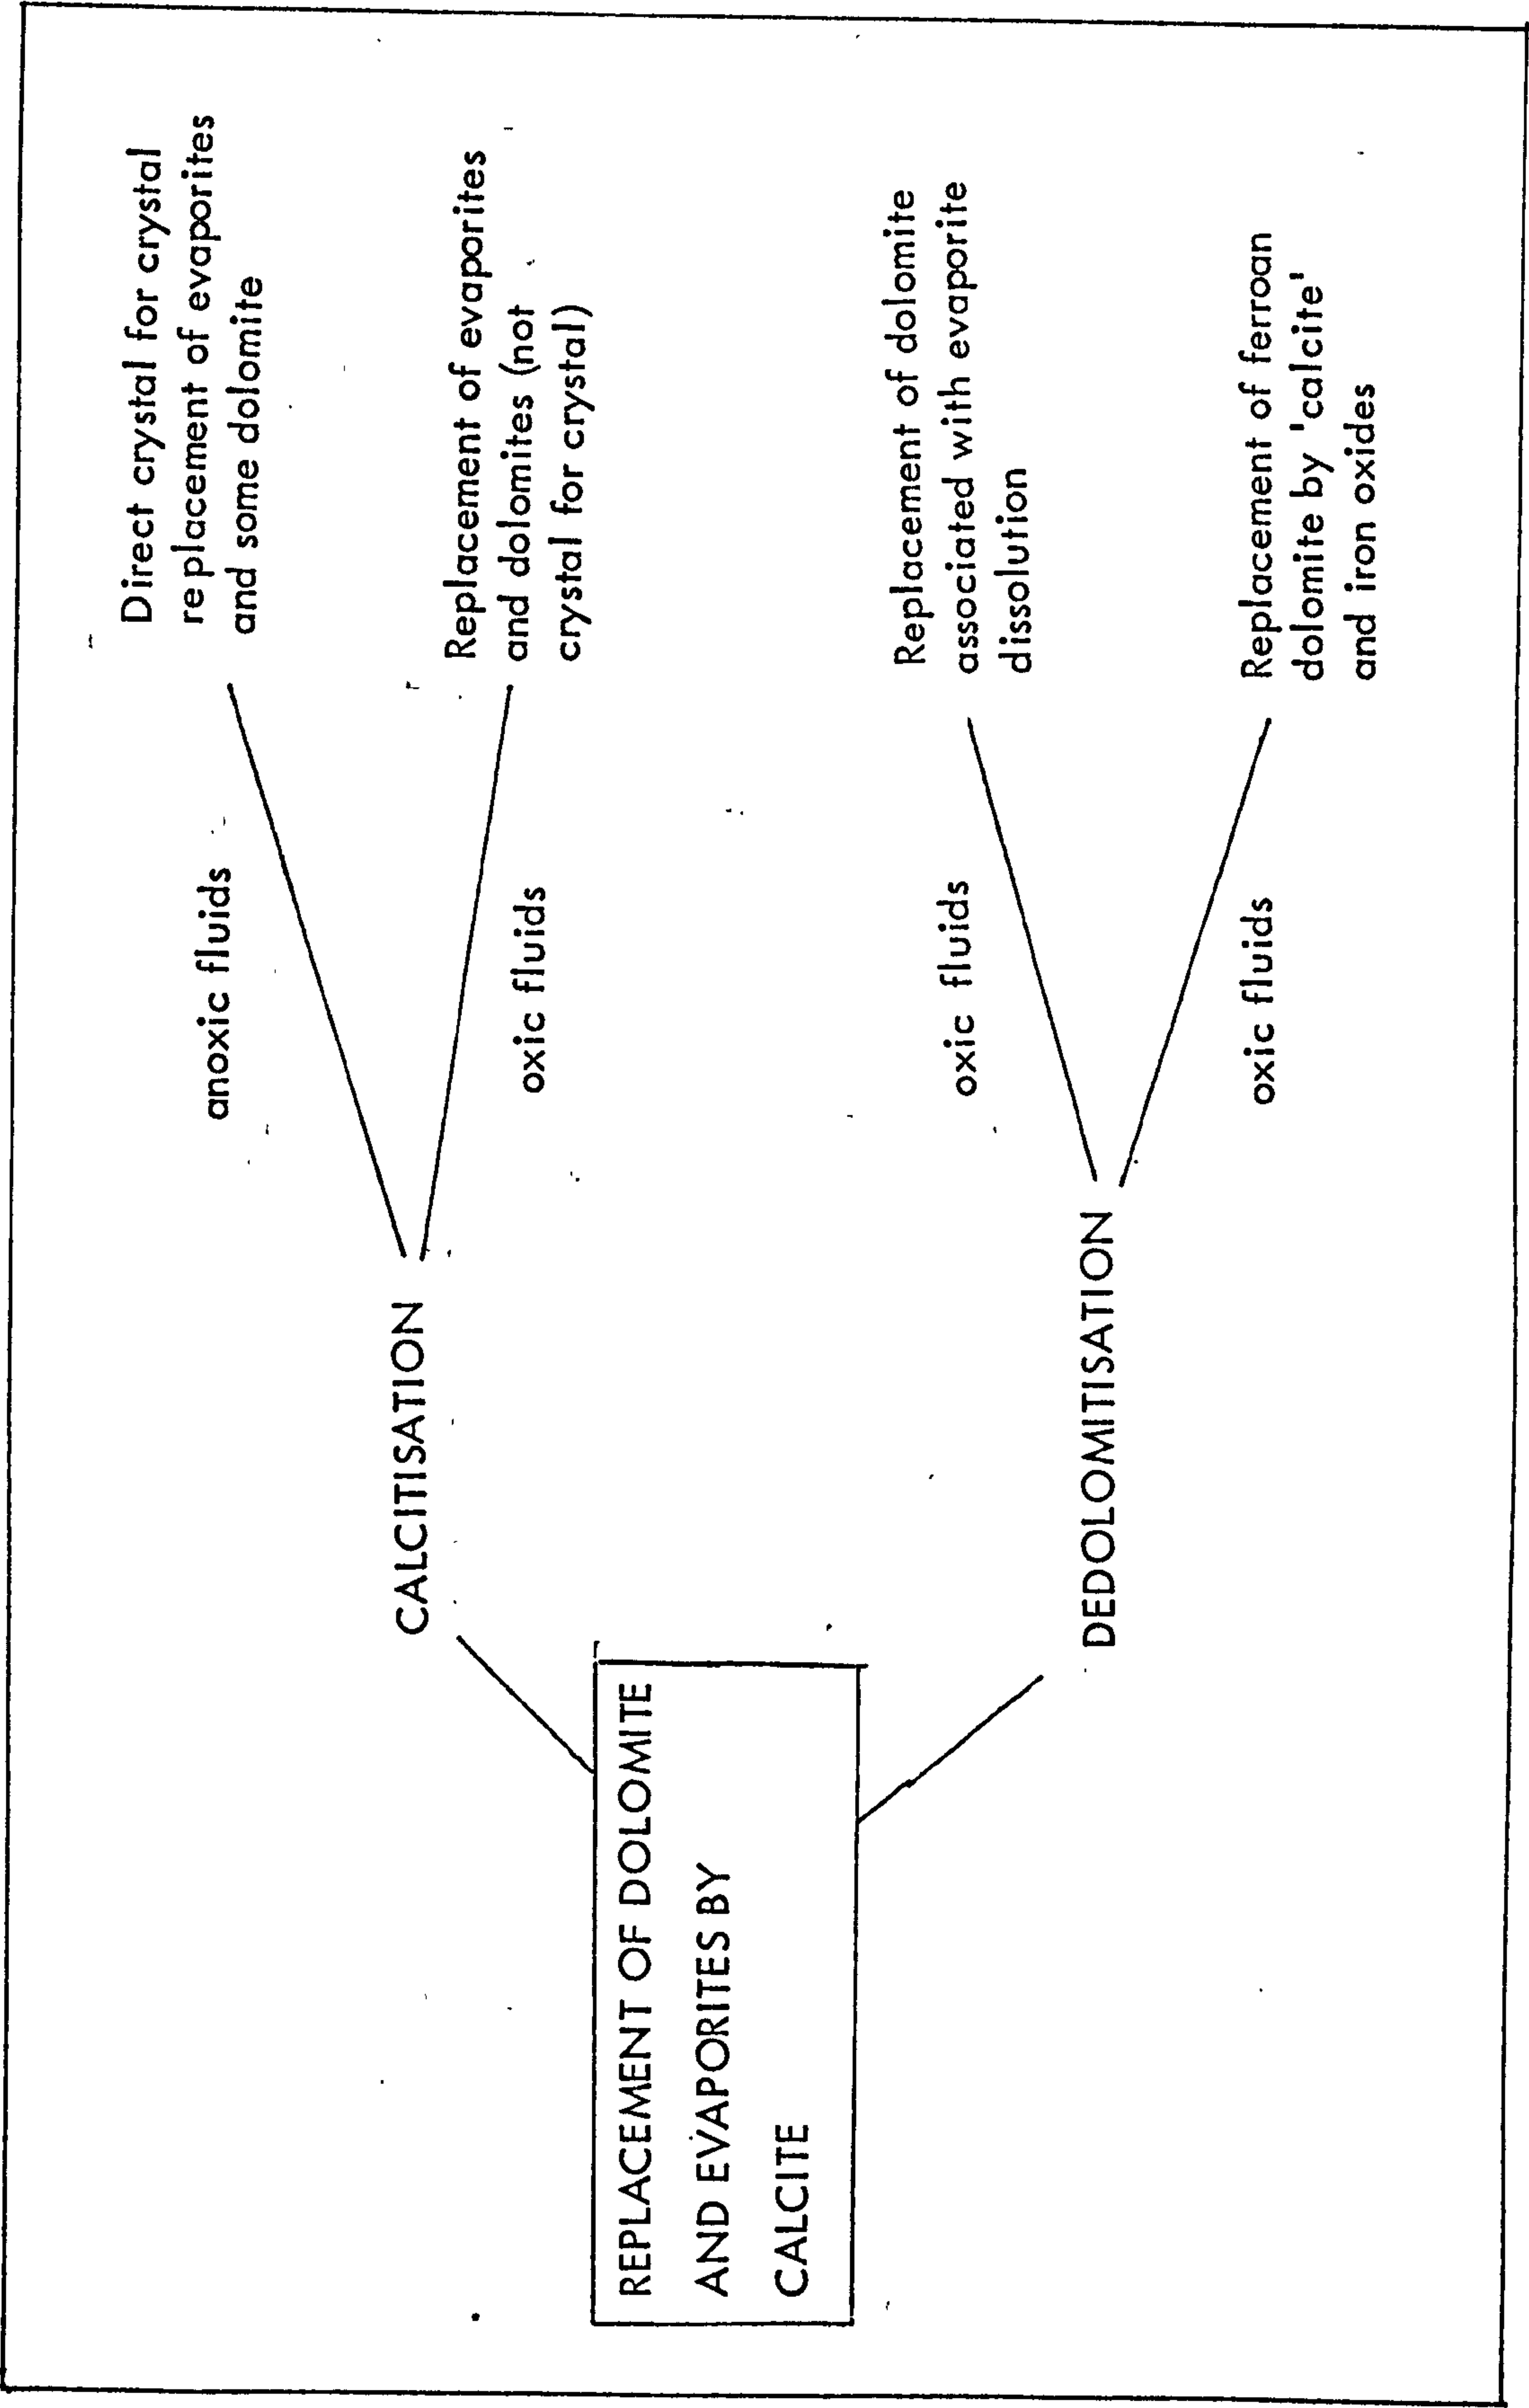 REPLACEMENT OF DOLOMITE
AND EVAPORITES BY
CALCITE
CALCITISATION
anoxic fluids
Direct crystal for crystal
replacement of evaporites
and some dolomite
oxic fluids
Replacement of evaporites
and dolomites (not
crystal for crystal)
DEDOLOMITISATION
oxic fluids
Replacement of dolomite
associated with evaporite
dissolution
oxic fluids
Replacement of ferroan
dolomite by 'calcite'
and iron oxides